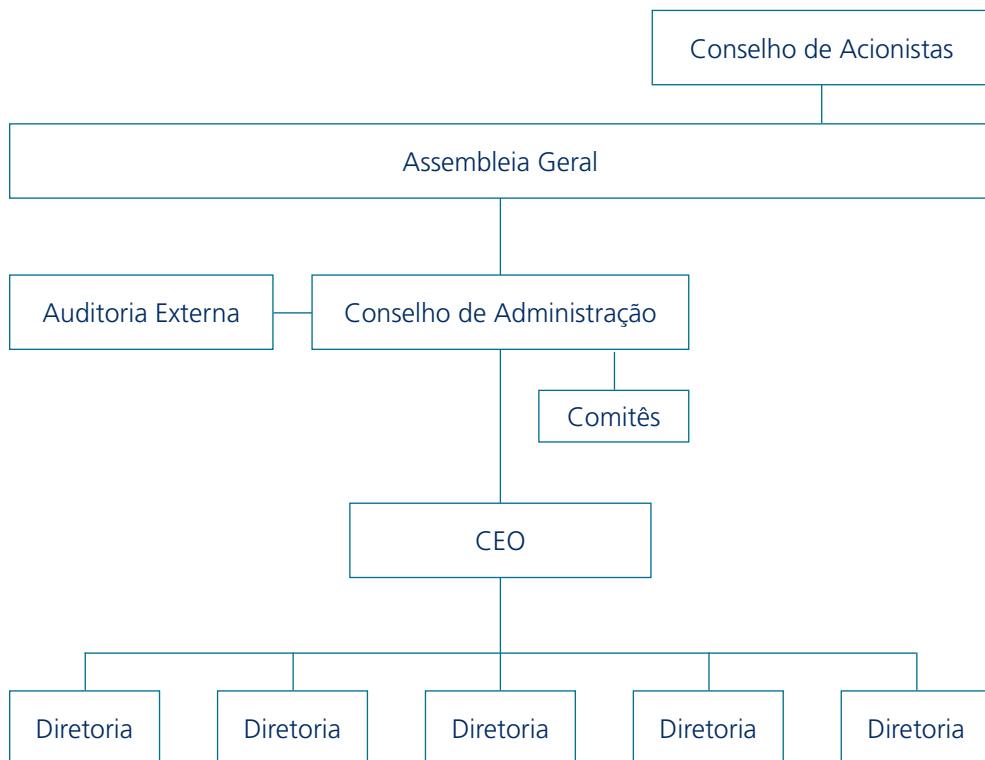 Conselho de Acionistas
Assembleia Geral
Auditoria Externa
Conselho de Administração
Comitês
CEO
Diretoria
Diretoria
Diretoria
Diretoria
Diretoria